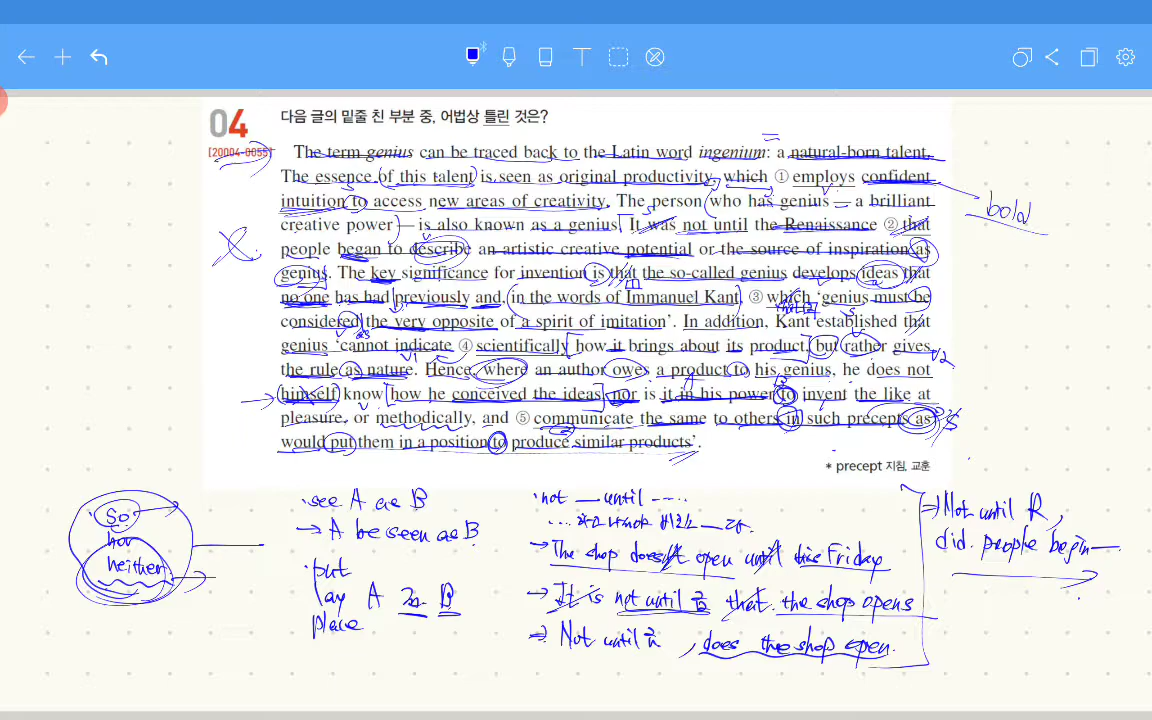 04
다음 글의 밑줄 친 부분 중, 어법상 틀린 것은?
[20004-0055]
The term genius can be traced back to the Latin word ingenium: a natural-born talent.
The essence of this talent is seen as original productivity, which ① employs confident
intuition to access new areas of creativity. The person who has genius – a brilliant
creative power – is also known as a genius. It was not until the Renaissance ② that
people began to describe an artistic creative potential or the source of inspiration as
genius. The key significance for invention is that the so-called genius develops ideas that
no one has had previously and, in the words of Immanuel Kant, ③ which 'genius must be
considered the very opposite of a spirit of imitation'. In addition, Kant established that
genius 'cannot indicate ④ scientifically how it brings about its product, but rather gives
the rule as nature. Hence, where an author owes a product to his genius, he does not
himself know how he conceived the ideas, nor is it in his power to invent the like at
pleasure, or methodically, and ⑤ communicate the same to others in such precepts as
would put them in a position to produce similar products'.
* precept 지침, 교훈
bold
So
nor
neither
·see A as B
→ A be seen as B
·put
lay A B
place
·not — until ····
→ The shop doesn't open until this Friday
→ It is not until that the shop opens
→ Not until , does the shop open.
⇒ Not until R,
did people begin —